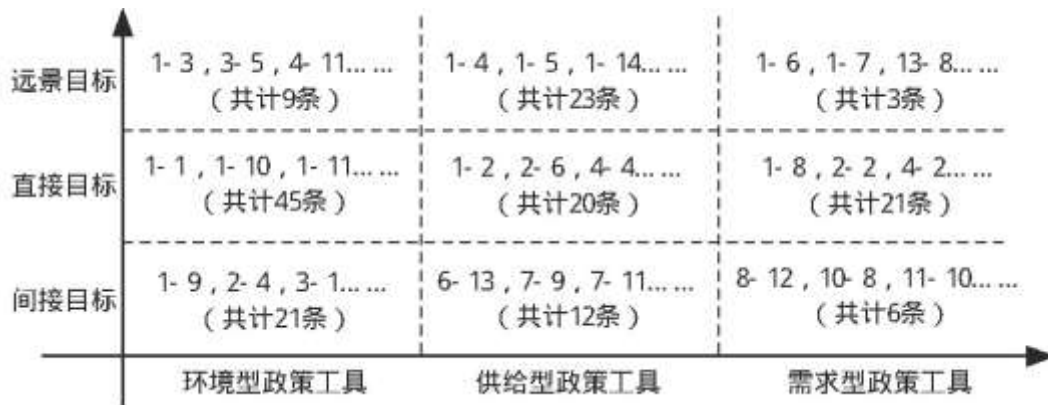 远景目标
1- 3 , 3- 5 , 4- 11... ...
（共计9条）
1- 4 , 1- 5 , 1- 14... ...
（共计23条）
1- 6 , 1- 7 , 13- 8... ...
（共计3条）
直接目标
1- 1 , 1- 10 , 1- 11... ...
（共计45条）
1- 2 , 2- 6 , 4- 4... ...
（共计20条）
1- 8 , 2- 2 , 4- 2... ...
（共计21条）
间接目标
1- 9 , 2- 4 , 3- 1... ...
（共计21条）
6- 13 , 7- 9 , 7- 11... ...
（共计12条）
8- 12 , 10- 8 , 11- 10... ...
（共计6条）
环境型政策工具
供给型政策工具
需求型政策工具